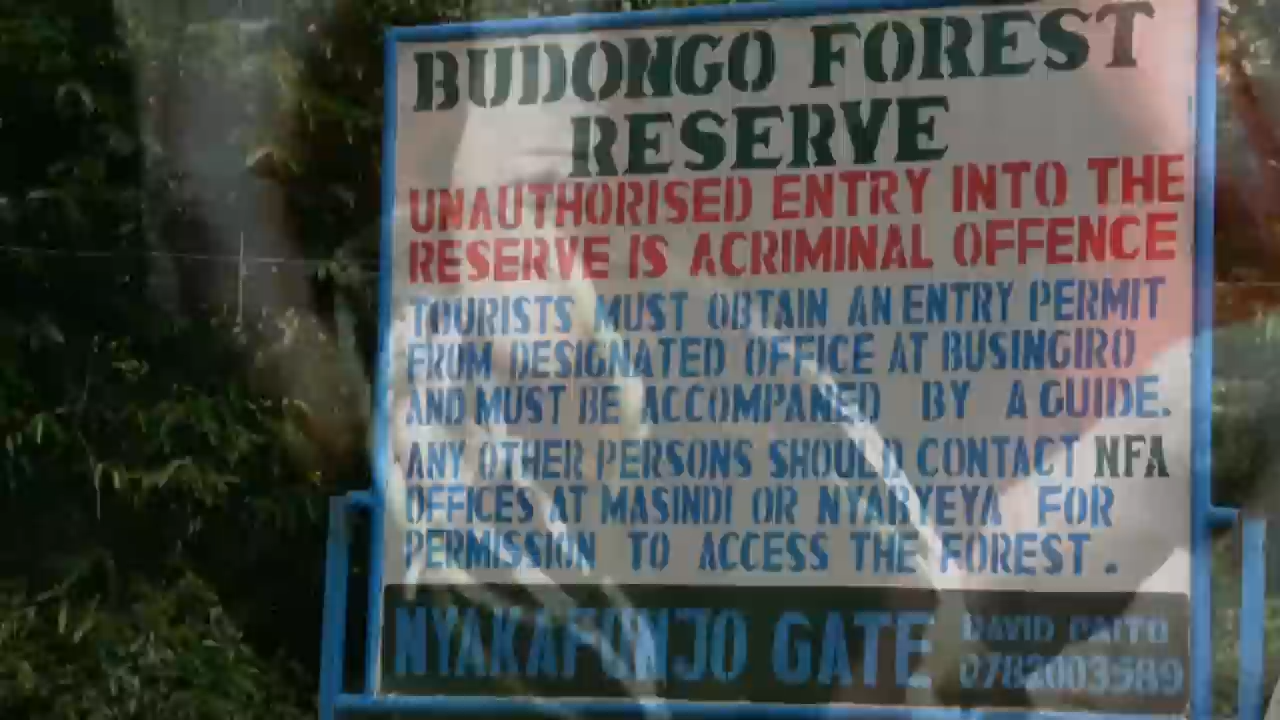 BUDONGO FOREST
RESERVE
UNAUTHORISED ENTRY INTO THE
RESERVE IS ACRIMINAL OFFENCE
TOURISTS MUST OBTAIN AN ENTRY PERMIT
FROM DESIGNATED OFFICE AT BUSINGIRO
AND MUST BE ACCOMPANED BY A GUIDE.
ANY OTHER PERSONS SHOULD CONTACT NFA
OFFICES AT MASINDI OR NYABYEYA FOR
PERMISSION TO ACCESS THE FOREST.
NYAKAFUNJO GATE
DAVID